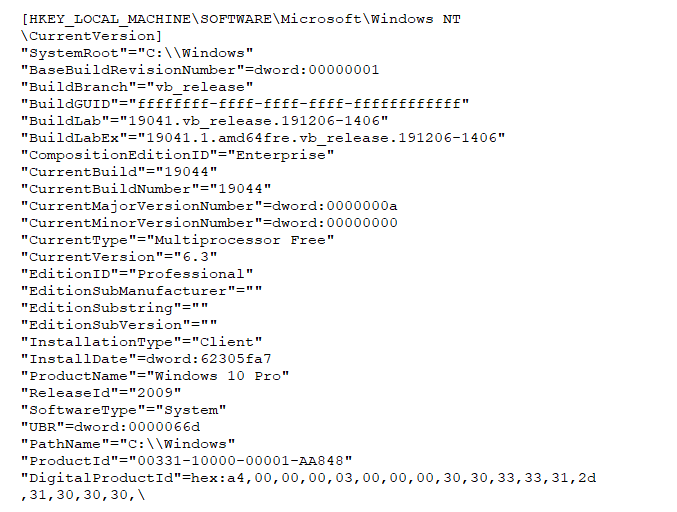 [HKEY_LOCAL_MACHINE\SOFTWARE\Microsoft\Windows NT
\CurrentVersion]
"SystemRoot"="C:\\Windows"
"BaseBuildRevisionNumber"=dword:00000001
"BuildBranch"="vb_release"
"BuildGUID"="ffffffff-ffff-ffff-ffff-ffffffffffff"
"BuildLab"="19041.vb_release.191206-1406"
"BuildLabEx"="19041.1.amd64fre.vb_release.191206-1406"
"CompositionEditionID"="Enterprise"
"CurrentBuild"="19044"
"CurrentBuildNumber"="19044"
"CurrentMajorVersionNumber"=dword:0000000a
"CurrentMinorVersionNumber"=dword:00000000
"CurrentType"="Multiprocessor Free"
"CurrentVersion"="6.3"
"EditionID"="Professional"
"EditionSubManufacturer"=""
"EditionSubstring"=""
"EditionSubVersion"=""
"InstallationType"="Client"
"InstallDate"=dword:62305fa7
"ProductName"="Windows 10 Pro"
"ReleaseId"="2009"
"SoftwareType"="System"
"UBR"=dword:0000066d
"PathName"="C:\\Windows"
"ProductId"="00331-10000-00001-AA848"
"DigitalProductId"=hex:a4,00,00,00,03,00,00,00,30,30,33,33,31,2d
,31,30,30,30,\